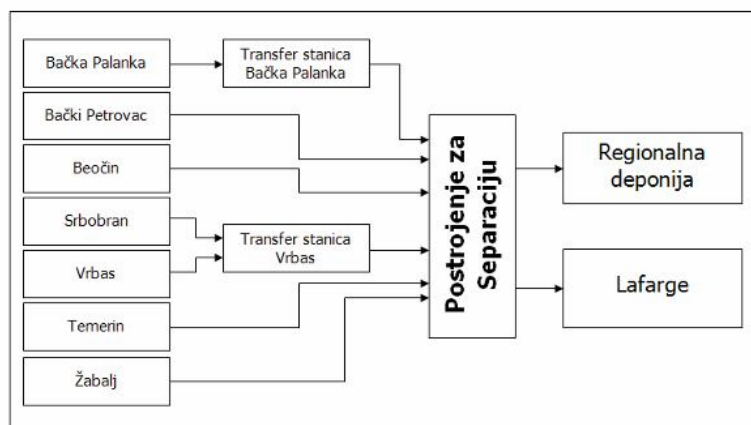 Bačka Palanka
Transfer stanica
Bačka Palanka
Bački Petrovac
Beočin
Srbobran
Vrbas
Transfer stanica
Vrbas
Temerin
Žabalj
Postrojenje za
Separaciju
Regionalna
deponija
Lafarge